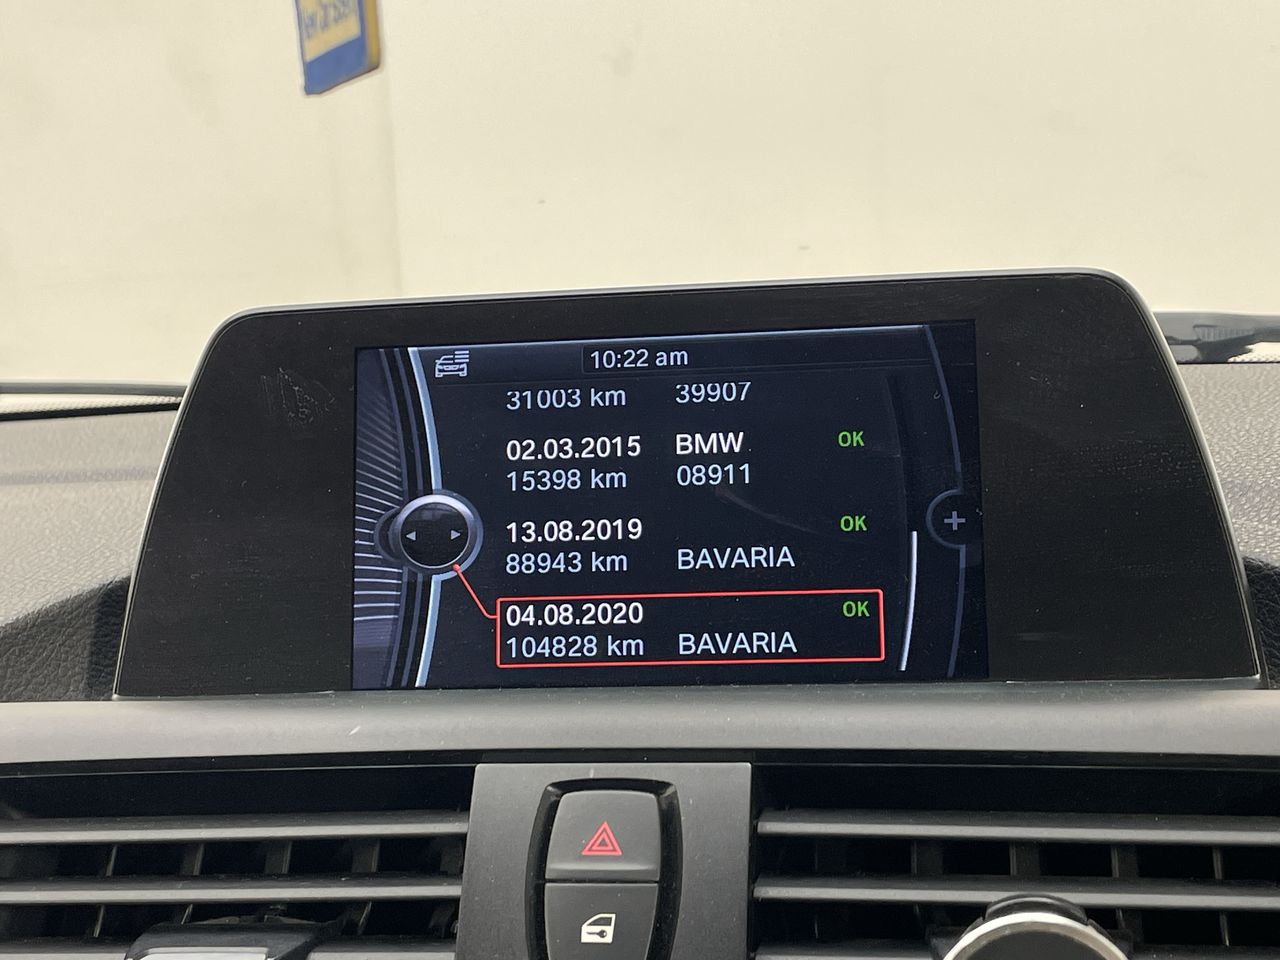 10:22 am
31003 km 39907
02.03.2015 BMW OK
15398 km 08911
13.08.2019 OK
88943 km BAVARIA
04.08.2020 OK
104828 km BAVARIA